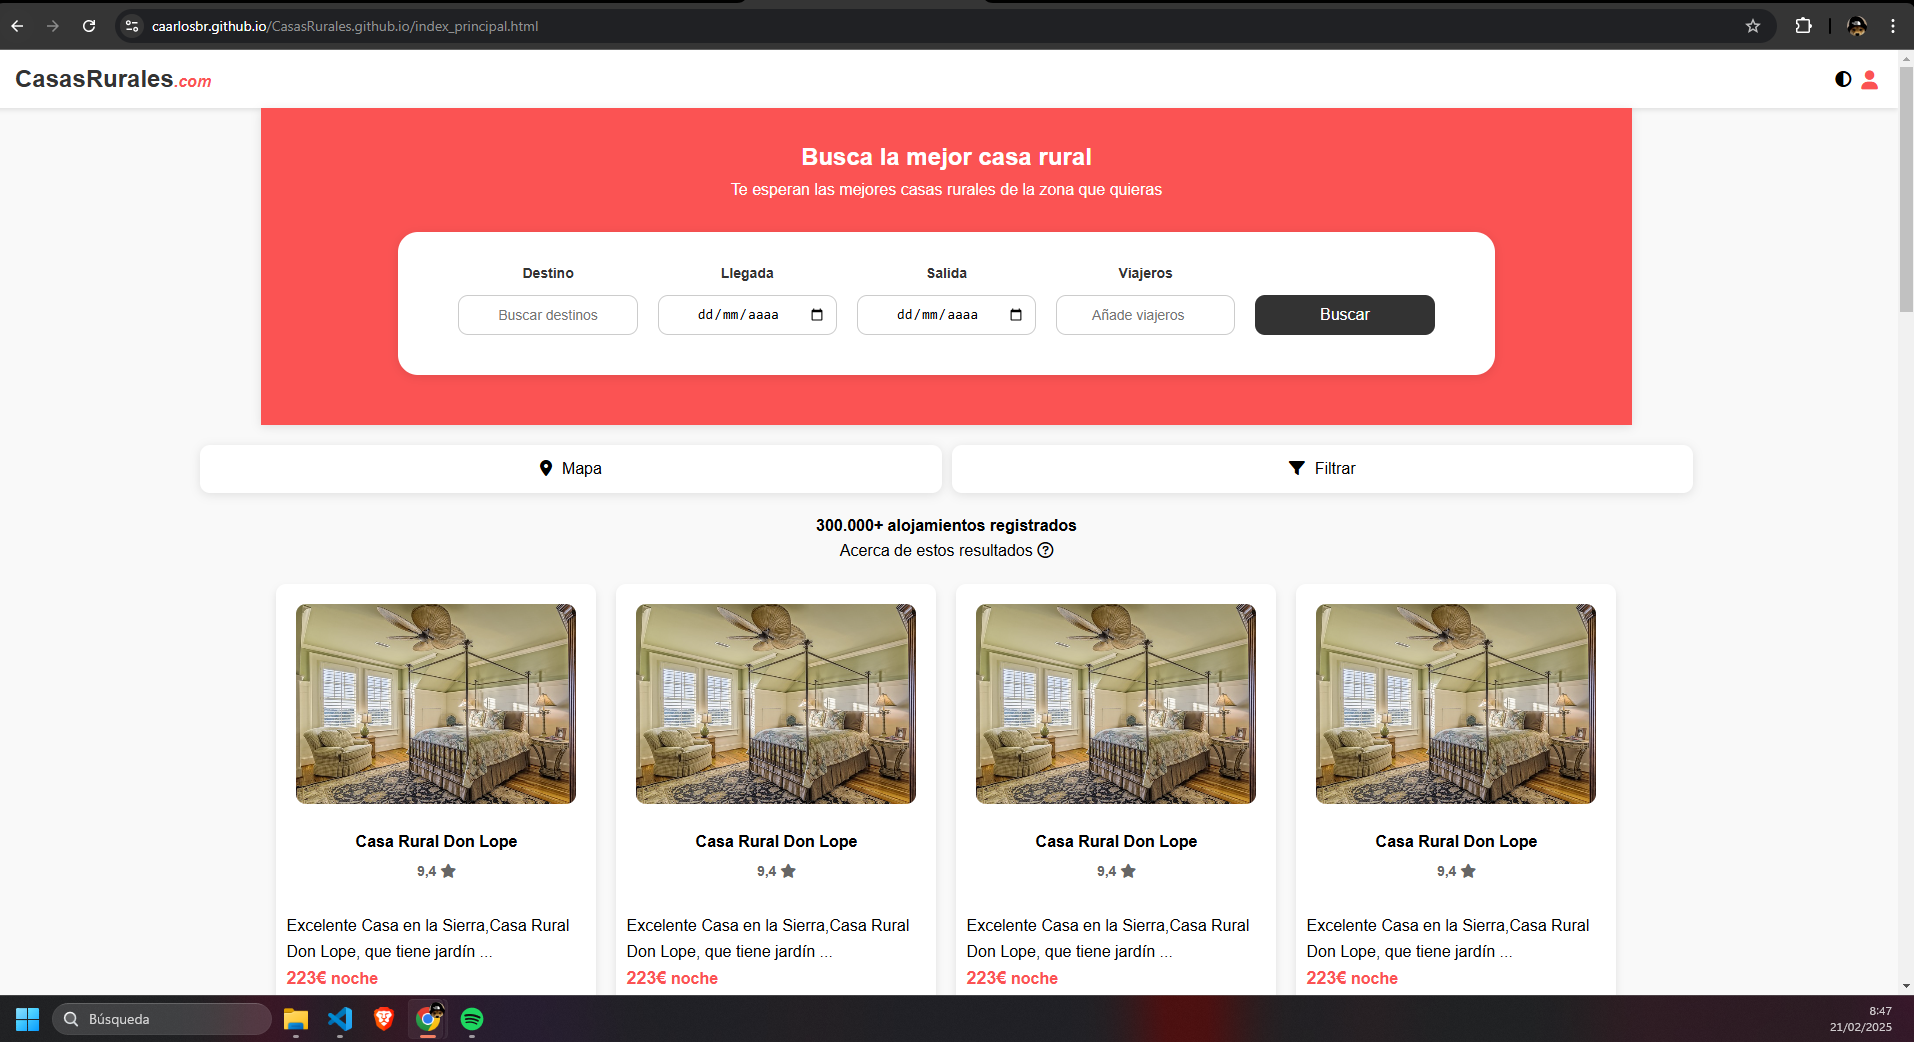 caarlosbr.github.io/CasasRurales.github.io/index_principal.html
CasasRurales.com
Busca la mejor casa rural
Te esperan las mejores casas rurales de la zona que quieras
Destino Llegada Salida Viajeros
Buscar destinos dd/mm/aaaa dd/mm/aaaa Añade viajeros Buscar
Mapa Filtrar
300.000+ alojamientos registrados
Acerca de estos resultados
Casa Rural Don Lope Casa Rural Don Lope Casa Rural Don Lope Casa Rural Don Lope
9,4 9,4 9,4 9,4
Excelente Casa en la Sierra,Casa Rural Excelente Casa en la Sierra,Casa Rural Excelente Casa en la Sierra,Casa Rural Excelente Casa en la Sierra,Casa Rural
Don Lope, que tiene jardín ... Don Lope, que tiene jardín ... Don Lope, que tiene jardín ... Don Lope, que tiene jardín ...
223€ noche 223€ noche 223€ noche 223€ noche
Búsqueda
8:47
21/02/2025